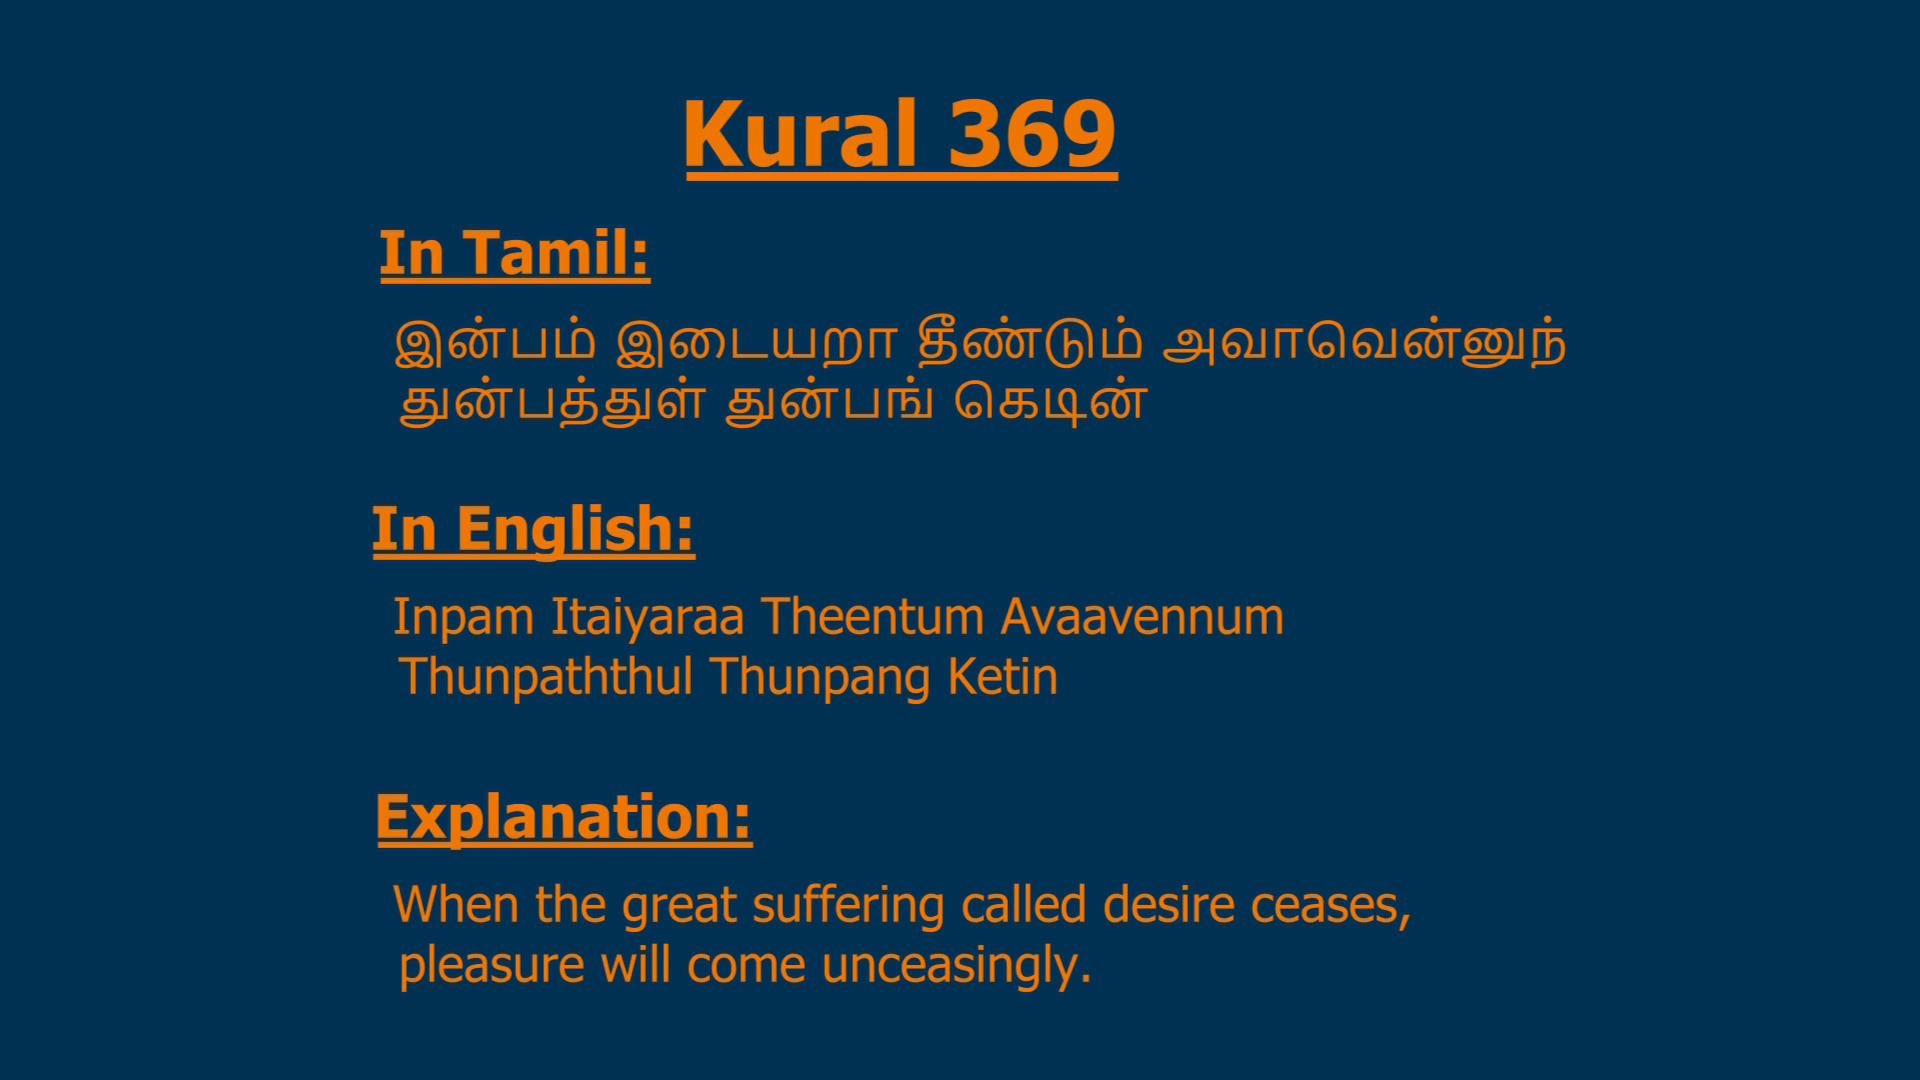 Kural 369
In Tamil:
இன்பம் இடையறா தீண்டும் அவாவென்னுந்
துன்பத்துள் துன்பங் கெடின்
In English:
Inpam Itaiyaraa Theentum Avaavennum
Thunpaththul Thunpang Ketin
Explanation:
When the great suffering called desire ceases,
pleasure will come unceasingly.